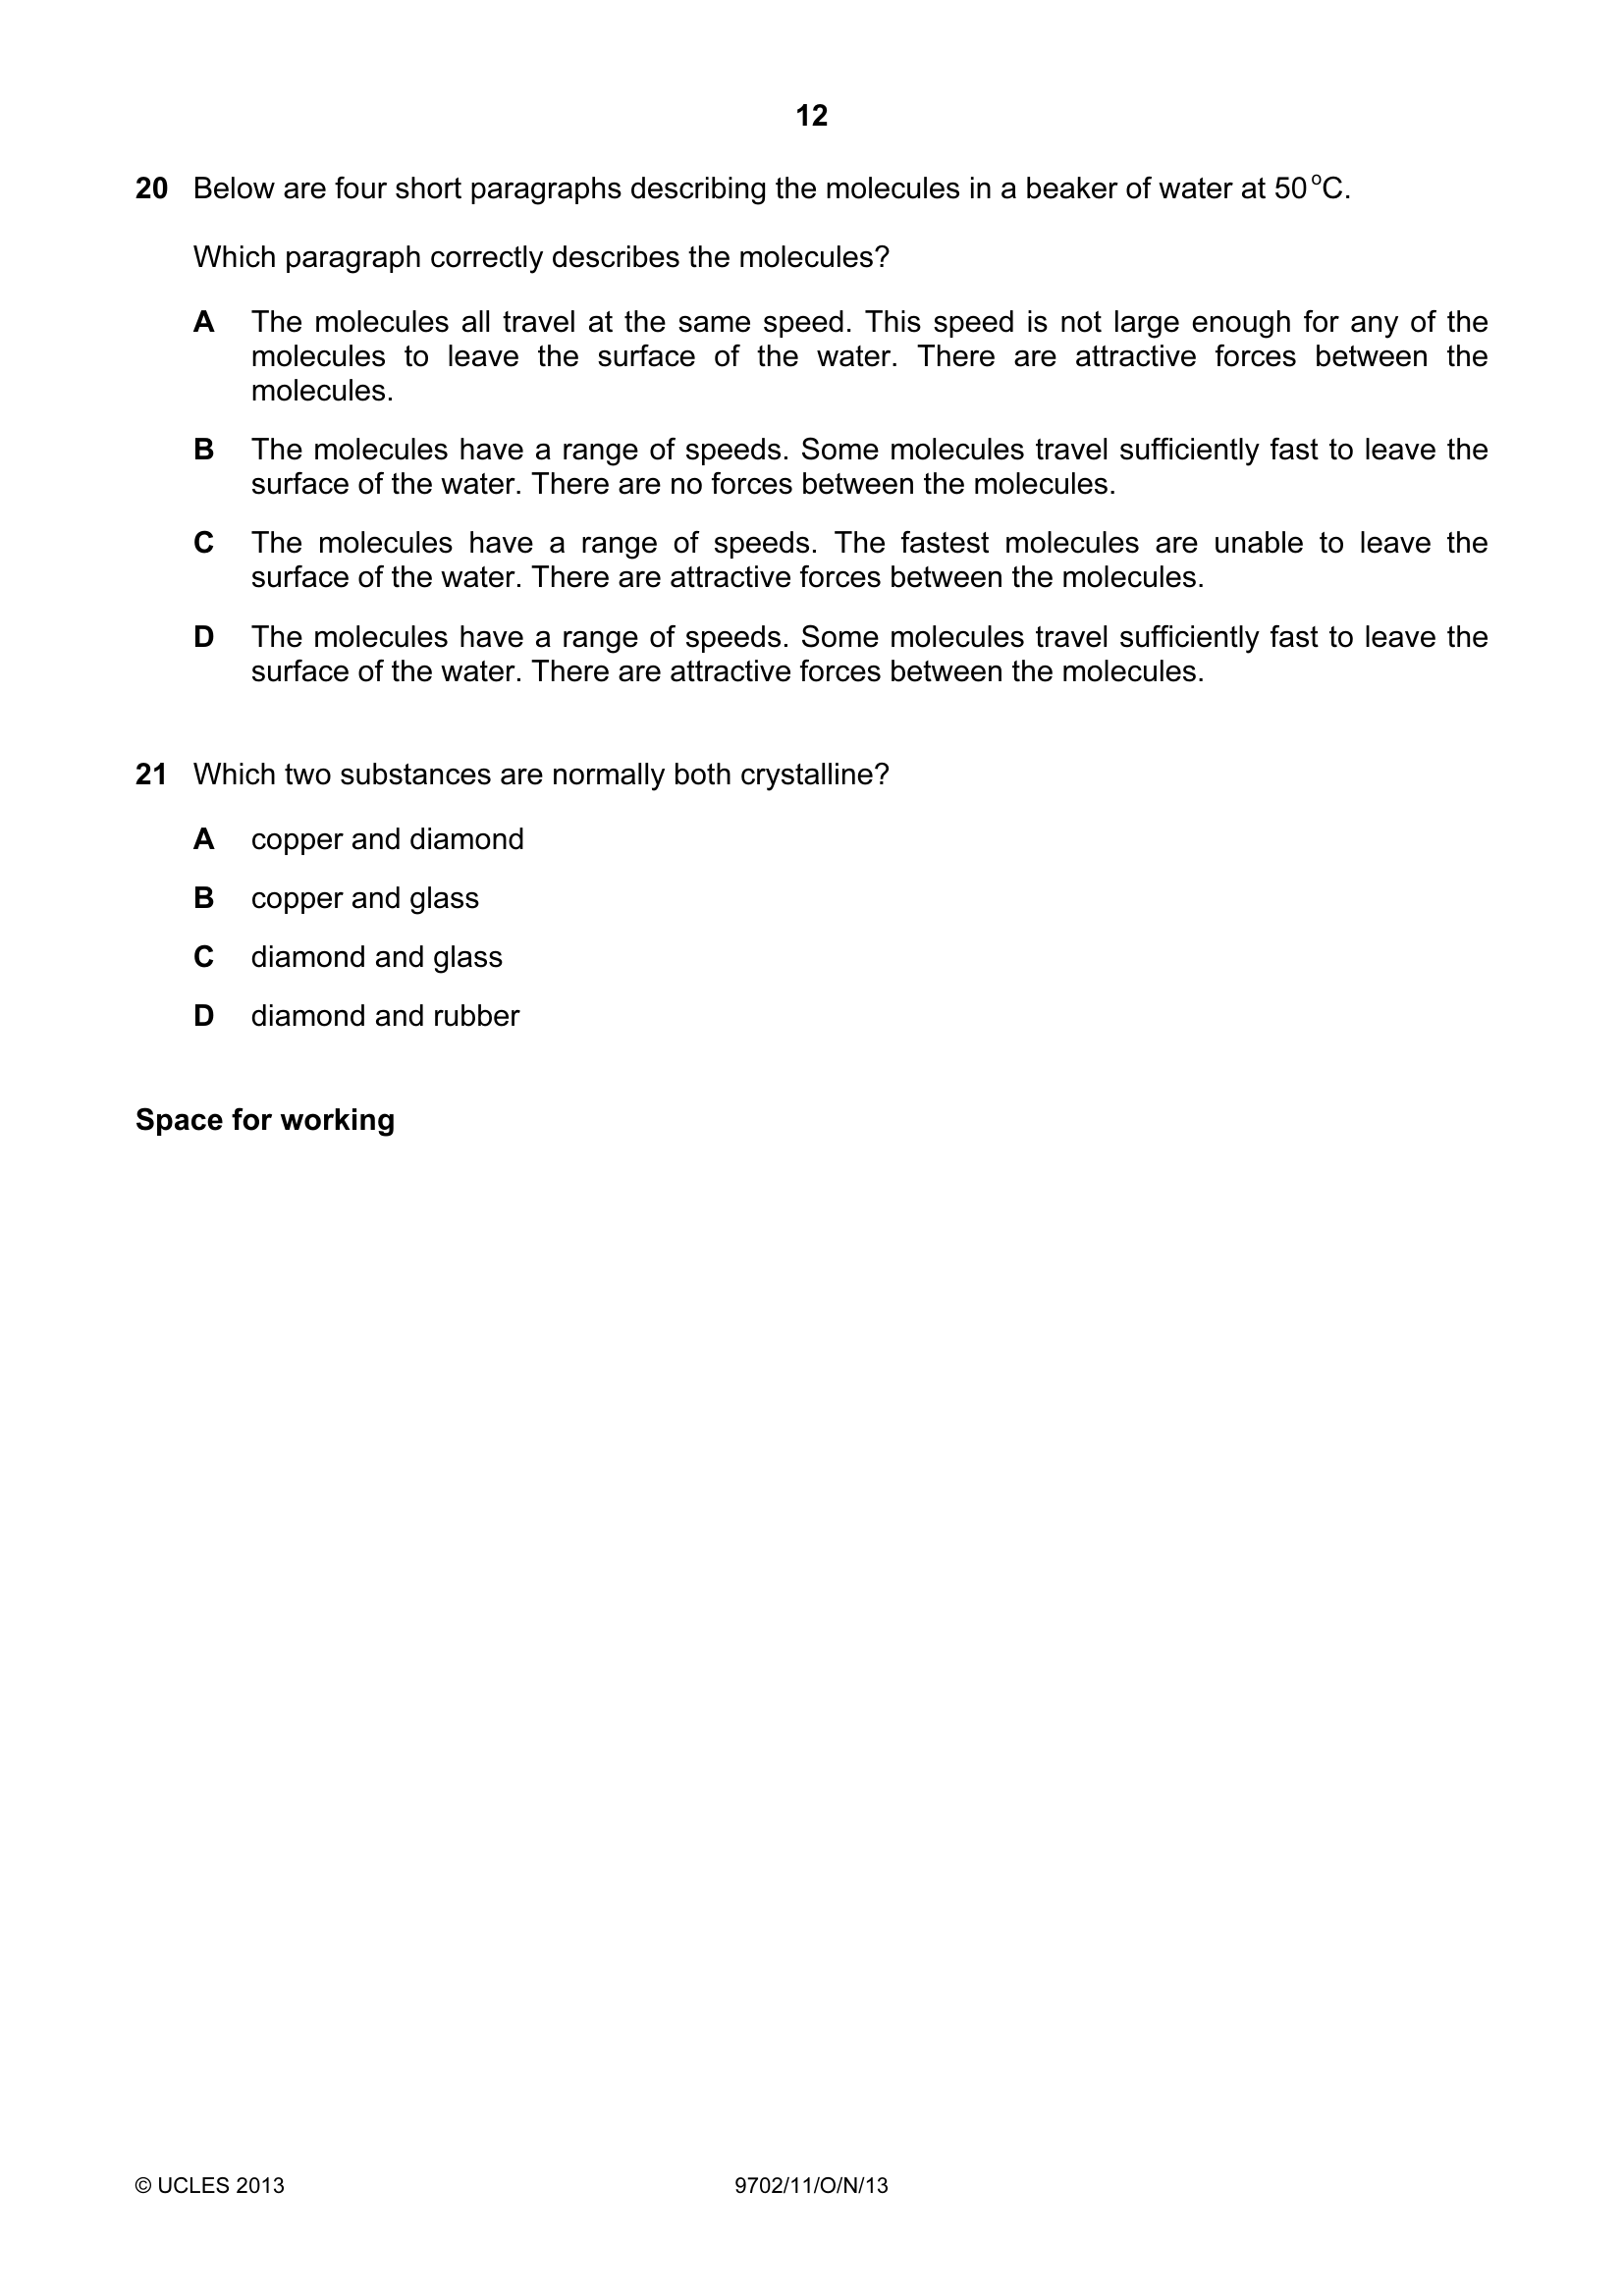 12
20 Below are four short paragraphs describing the molecules in a beaker of water at 50 °C.
Which paragraph correctly describes the molecules?
A The molecules all travel at the same speed. This speed is not large enough for any of the
molecules to leave the surface of the water. There are attractive forces between the
molecules.
B The molecules have a range of speeds. Some molecules travel sufficiently fast to leave the
surface of the water. There are no forces between the molecules.
C The molecules have a range of speeds. The fastest molecules are unable to leave the
surface of the water. There are attractive forces between the molecules.
D The molecules have a range of speeds. Some molecules travel sufficiently fast to leave the
surface of the water. There are attractive forces between the molecules.
21 Which two substances are normally both crystalline?
A copper and diamond
B copper and glass
C diamond and glass
D diamond and rubber
Space for working
© UCLES 2013 9702/11/O/N/13